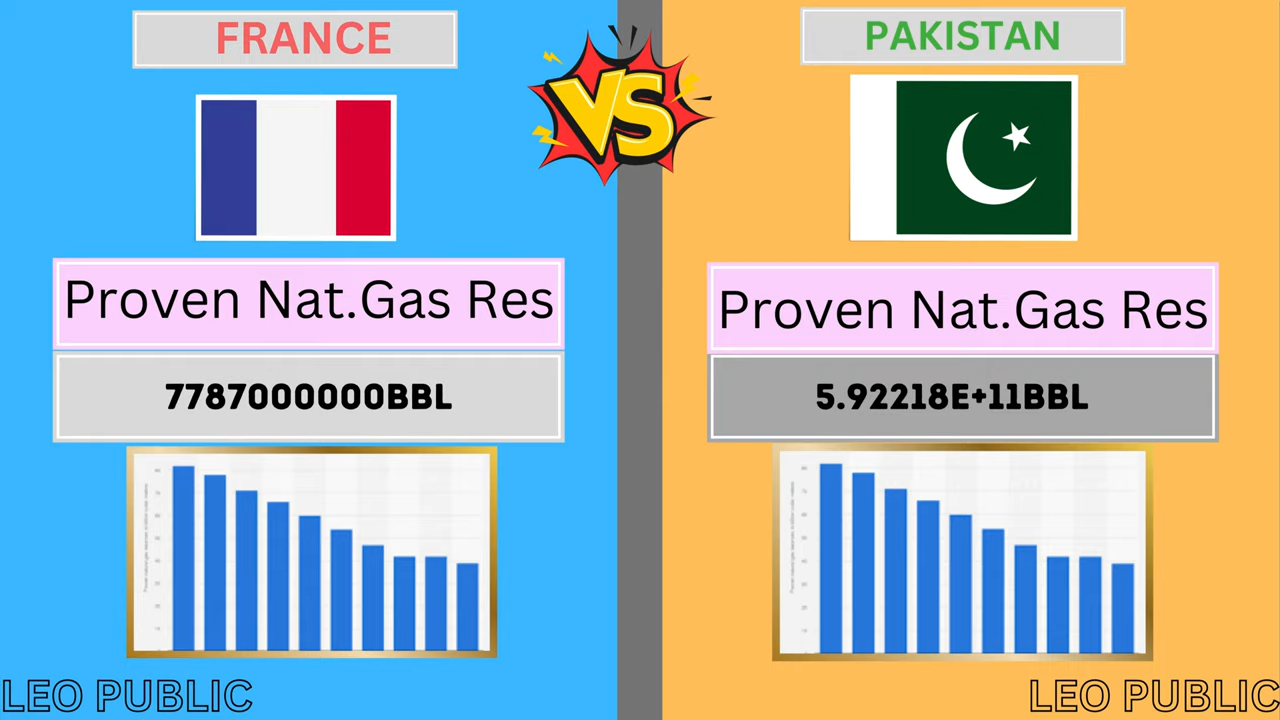 FRANCE
VS
PAKISTAN
Proven Nat.Gas Res
7787000000BBL
Proven Nat.Gas Res
5.92218E+11BBL
LEO PUBLIC
LEO PUBLIC